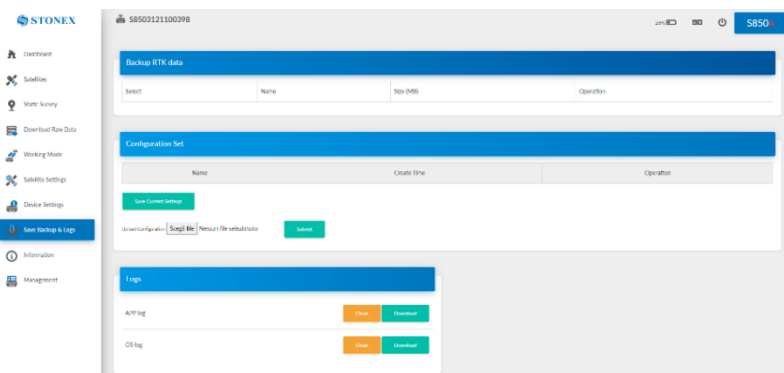 STONEX
S8503121100398
S850A
Dashboard
Satellites
Static Survey
Download Raw Data
Working Mode
Satellite Settings
Device Settings
Save Backup & Logs
Information
Management
Backup RTK data
Select Name Size (MB) Operation
Configuration Set
Name Create Time Operation
Save Current Settings
Upload Configuration Scegli file Nessun file selezionato Submit
Logs
APP log Clear Download
OS log Clear Download